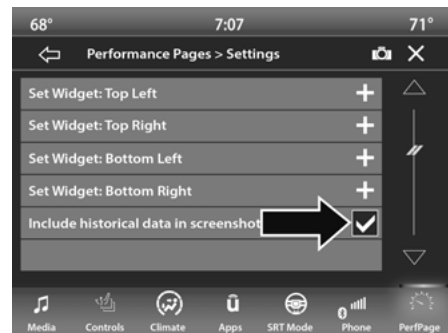 68° 7:07 71°
Performance Pages > Settings
Set Widget: Top Left
Set Widget: Top Right
Set Widget: Bottom Left
Set Widget: Bottom Right
Include historical data in screenshot
Media Controls Climate Apps SRT Mode Phone PerfPage